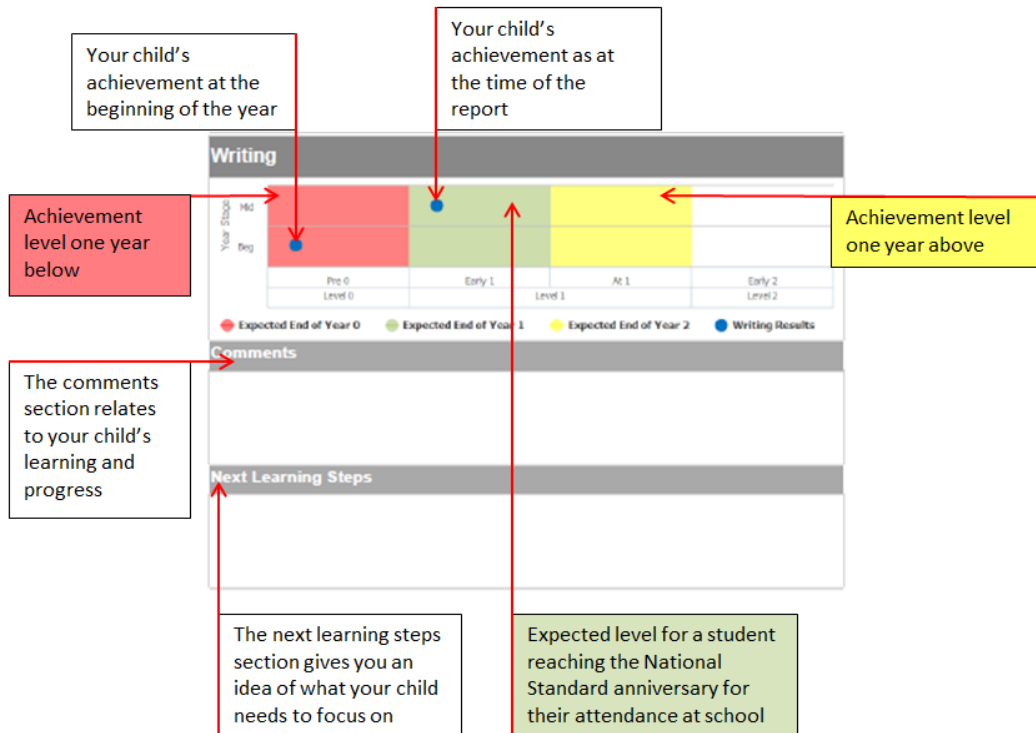 Your child's
achievement at the
beginning of the year
Your child's
achievement as at
the time of the
report
Writing
Achievement
level one year
below
Achievement level
one year above
Year Stage
Mid
Beg
Pre 0
Early 1
At 1
Early 2
Level 0
Level 1
Level 2
Expected End of Year 0
Expected End of Year 1
Expected End of Year 2
Writing Results
Comments
The comments
section relates
to your child's
learning and
progress
Next Learning Steps
The next learning steps
section gives you an
idea of what your child
needs to focus on
Expected level for a student
reaching the National
Standard anniversary for
their attendance at school